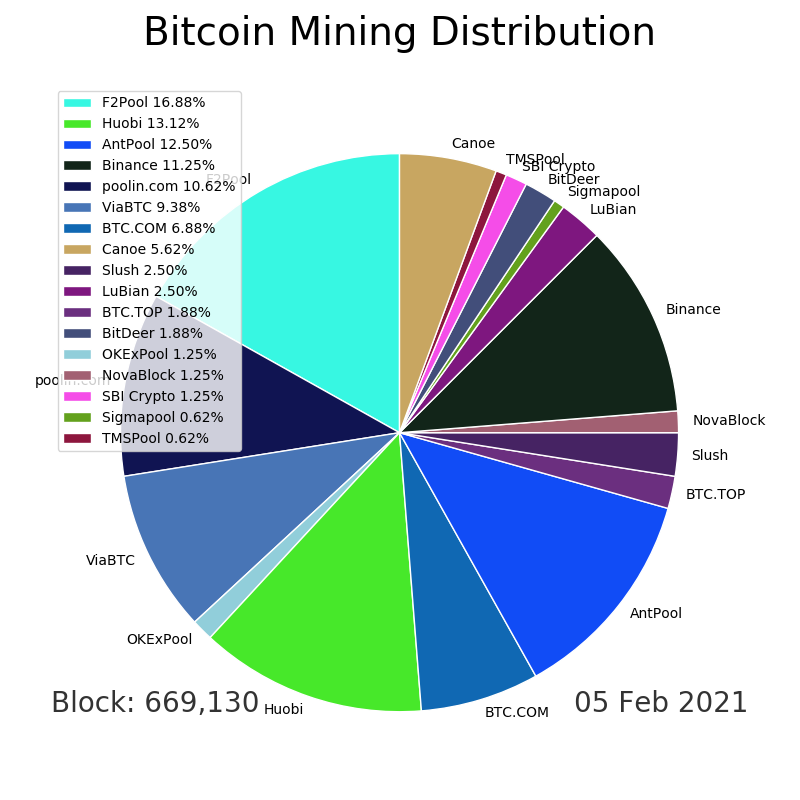 Bitcoin Mining Distribution
F2Pool 16.88%
Huobi 13.12%
AntPool 12.50%
Binance 11.25%
poolin.com 10.62%
ViaBTC 9.38%
BTC.COM 6.88%
Canoe 5.62%
Slush 2.50%
LuBian 2.50%
BTC.TOP 1.88%
BitDeer 1.88%
OKExPool 1.25%
NovaBlock 1.25%
SBI Crypto 1.25%
Sigmapool 0.62%
TMSPool 0.62%
Canoe
TMSPool
SBI Crypto
BitDeer
Sigmapool
LuBian
F2Pool
Binance
poolin.com
NovaBlock
Slush
BTC.TOP
ViaBTC
AntPool
OKExPool
Huobi
BTC.COM
Block: 669,130
05 Feb 2021